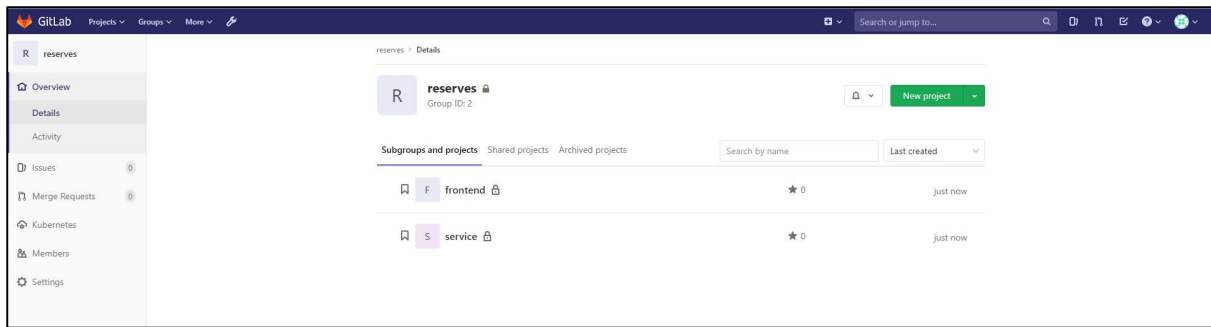 GitLab Projects Groups More Search or jump to...
R reserves
Overview
Details
Activity
Issues 0
Merge Requests 0
Kubernetes
Members
Settings
reserves > Details
R reserves
Group ID: 2
New project
Subgroups and projects Shared projects Archived projects Search by name Last created
F frontend 0 just now
S service 0 just now